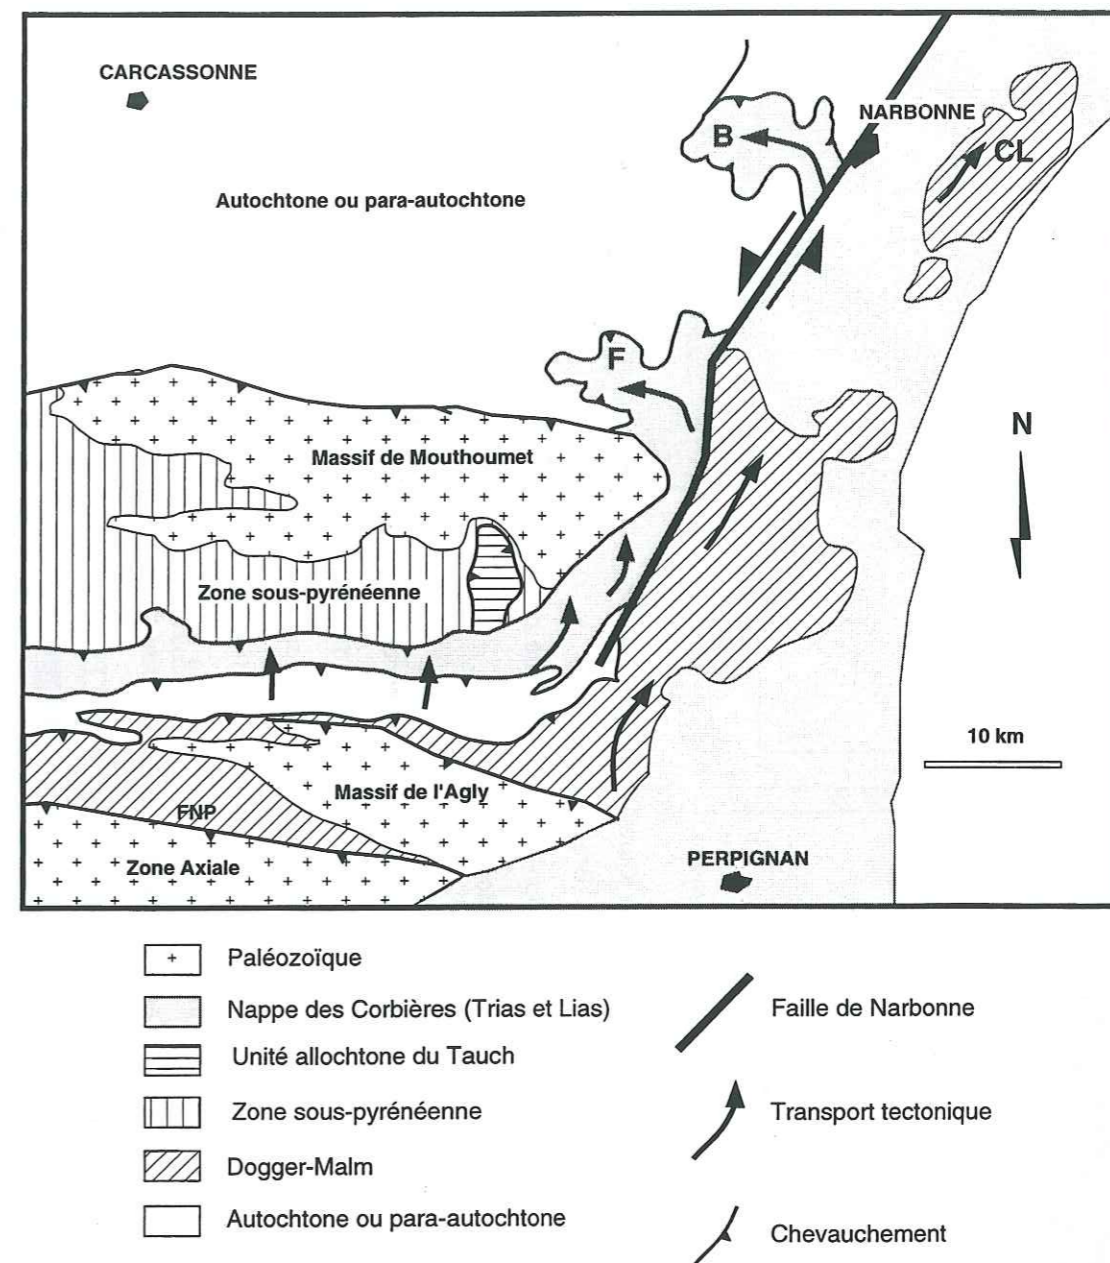 CARCASSONNE
NARBONNE
B
CL
Autochtone ou para-autochtone
F
N
Massif de Mouthoumet
Zone sous-pyrénéenne
10 km
Massif de l'Agly
FNP
PERPIGNAN
Zone Axiale
Paléozoïque
Nappe des Corbières (Trias et Lias)
Unité allochtone du Tauch
Zone sous-pyrénéenne
Dogger-Malm
Autochtone ou para-autochtone
Faille de Narbonne
Transport tectonique
Chevauchement